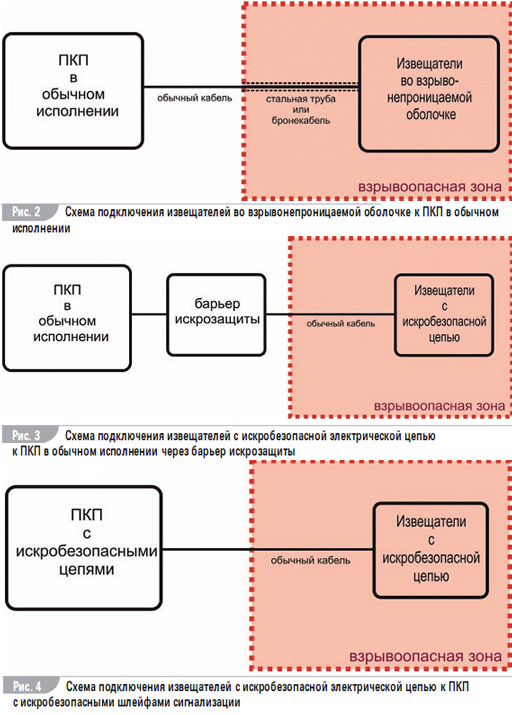 ПКП
в
обычном
исполнении
обычный кабель
стальная труба
или
бронекабель
Извещатели
во взрыво-
непроницаемой
оболочке
взрывоопасная зона
Рис. 2 Схема подключения извещателей во взрывонепроницаемой оболочке к ПКП в обычном
исполнении
ПКП
в
обычном
исполнении
барьер
искрозащиты
обычный кабель
Извещатели
с
искробезопасной
цепью
взрывоопасная зона
Рис. 3 Схема подключения извещателей с искробезопасной электрической цепью
к ПКП в обычном исполнении через барьер искрозащиты
ПКП
с
искробезопасными
цепями
обычный кабель
Извещатели
с
искробезопасной
цепью
взрывоопасная зона
Рис. 4 Схема подключения извещателей с искробезопасной электрической цепью к ПКП
с искробезопасными шлейфами сигнализации